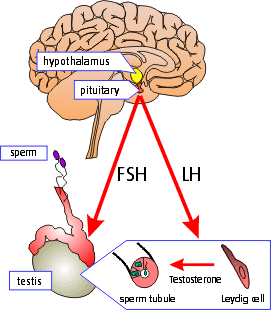 hypothalamus
pituitary
sperm
FSH
LH
testis
Testosterone
sperm tubule
Leydig cell